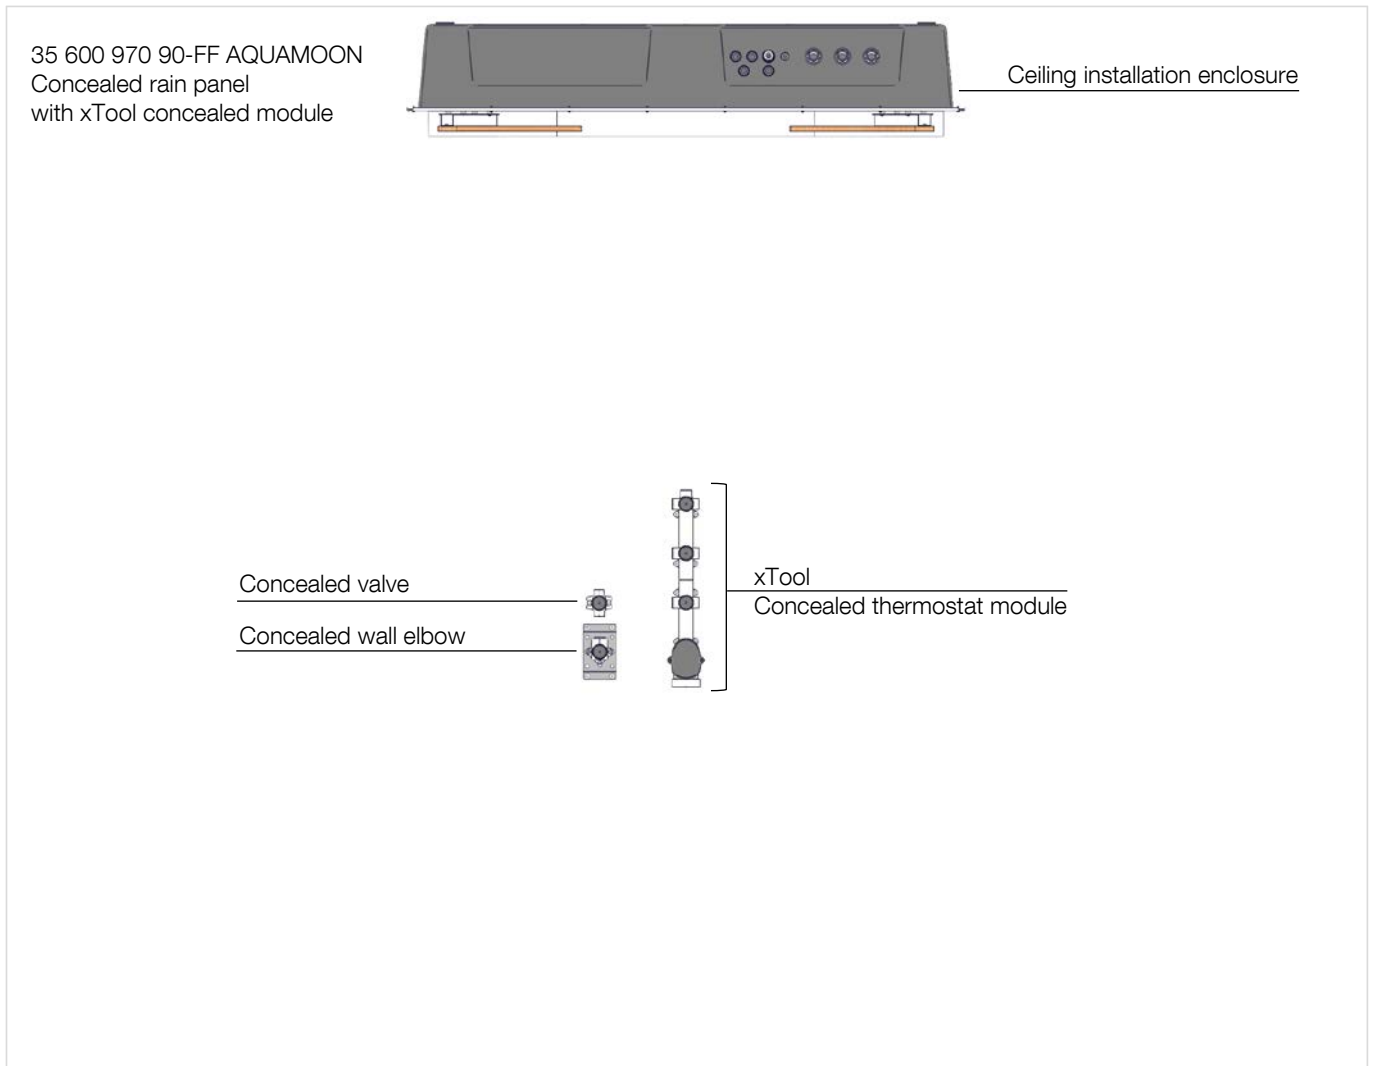 35 600 970 90-FF AQUAMOON
Concealed rain panel
with xTool concealed module
Ceiling installation enclosure
Concealed valve
Concealed wall elbow
xTool
Concealed thermostat module